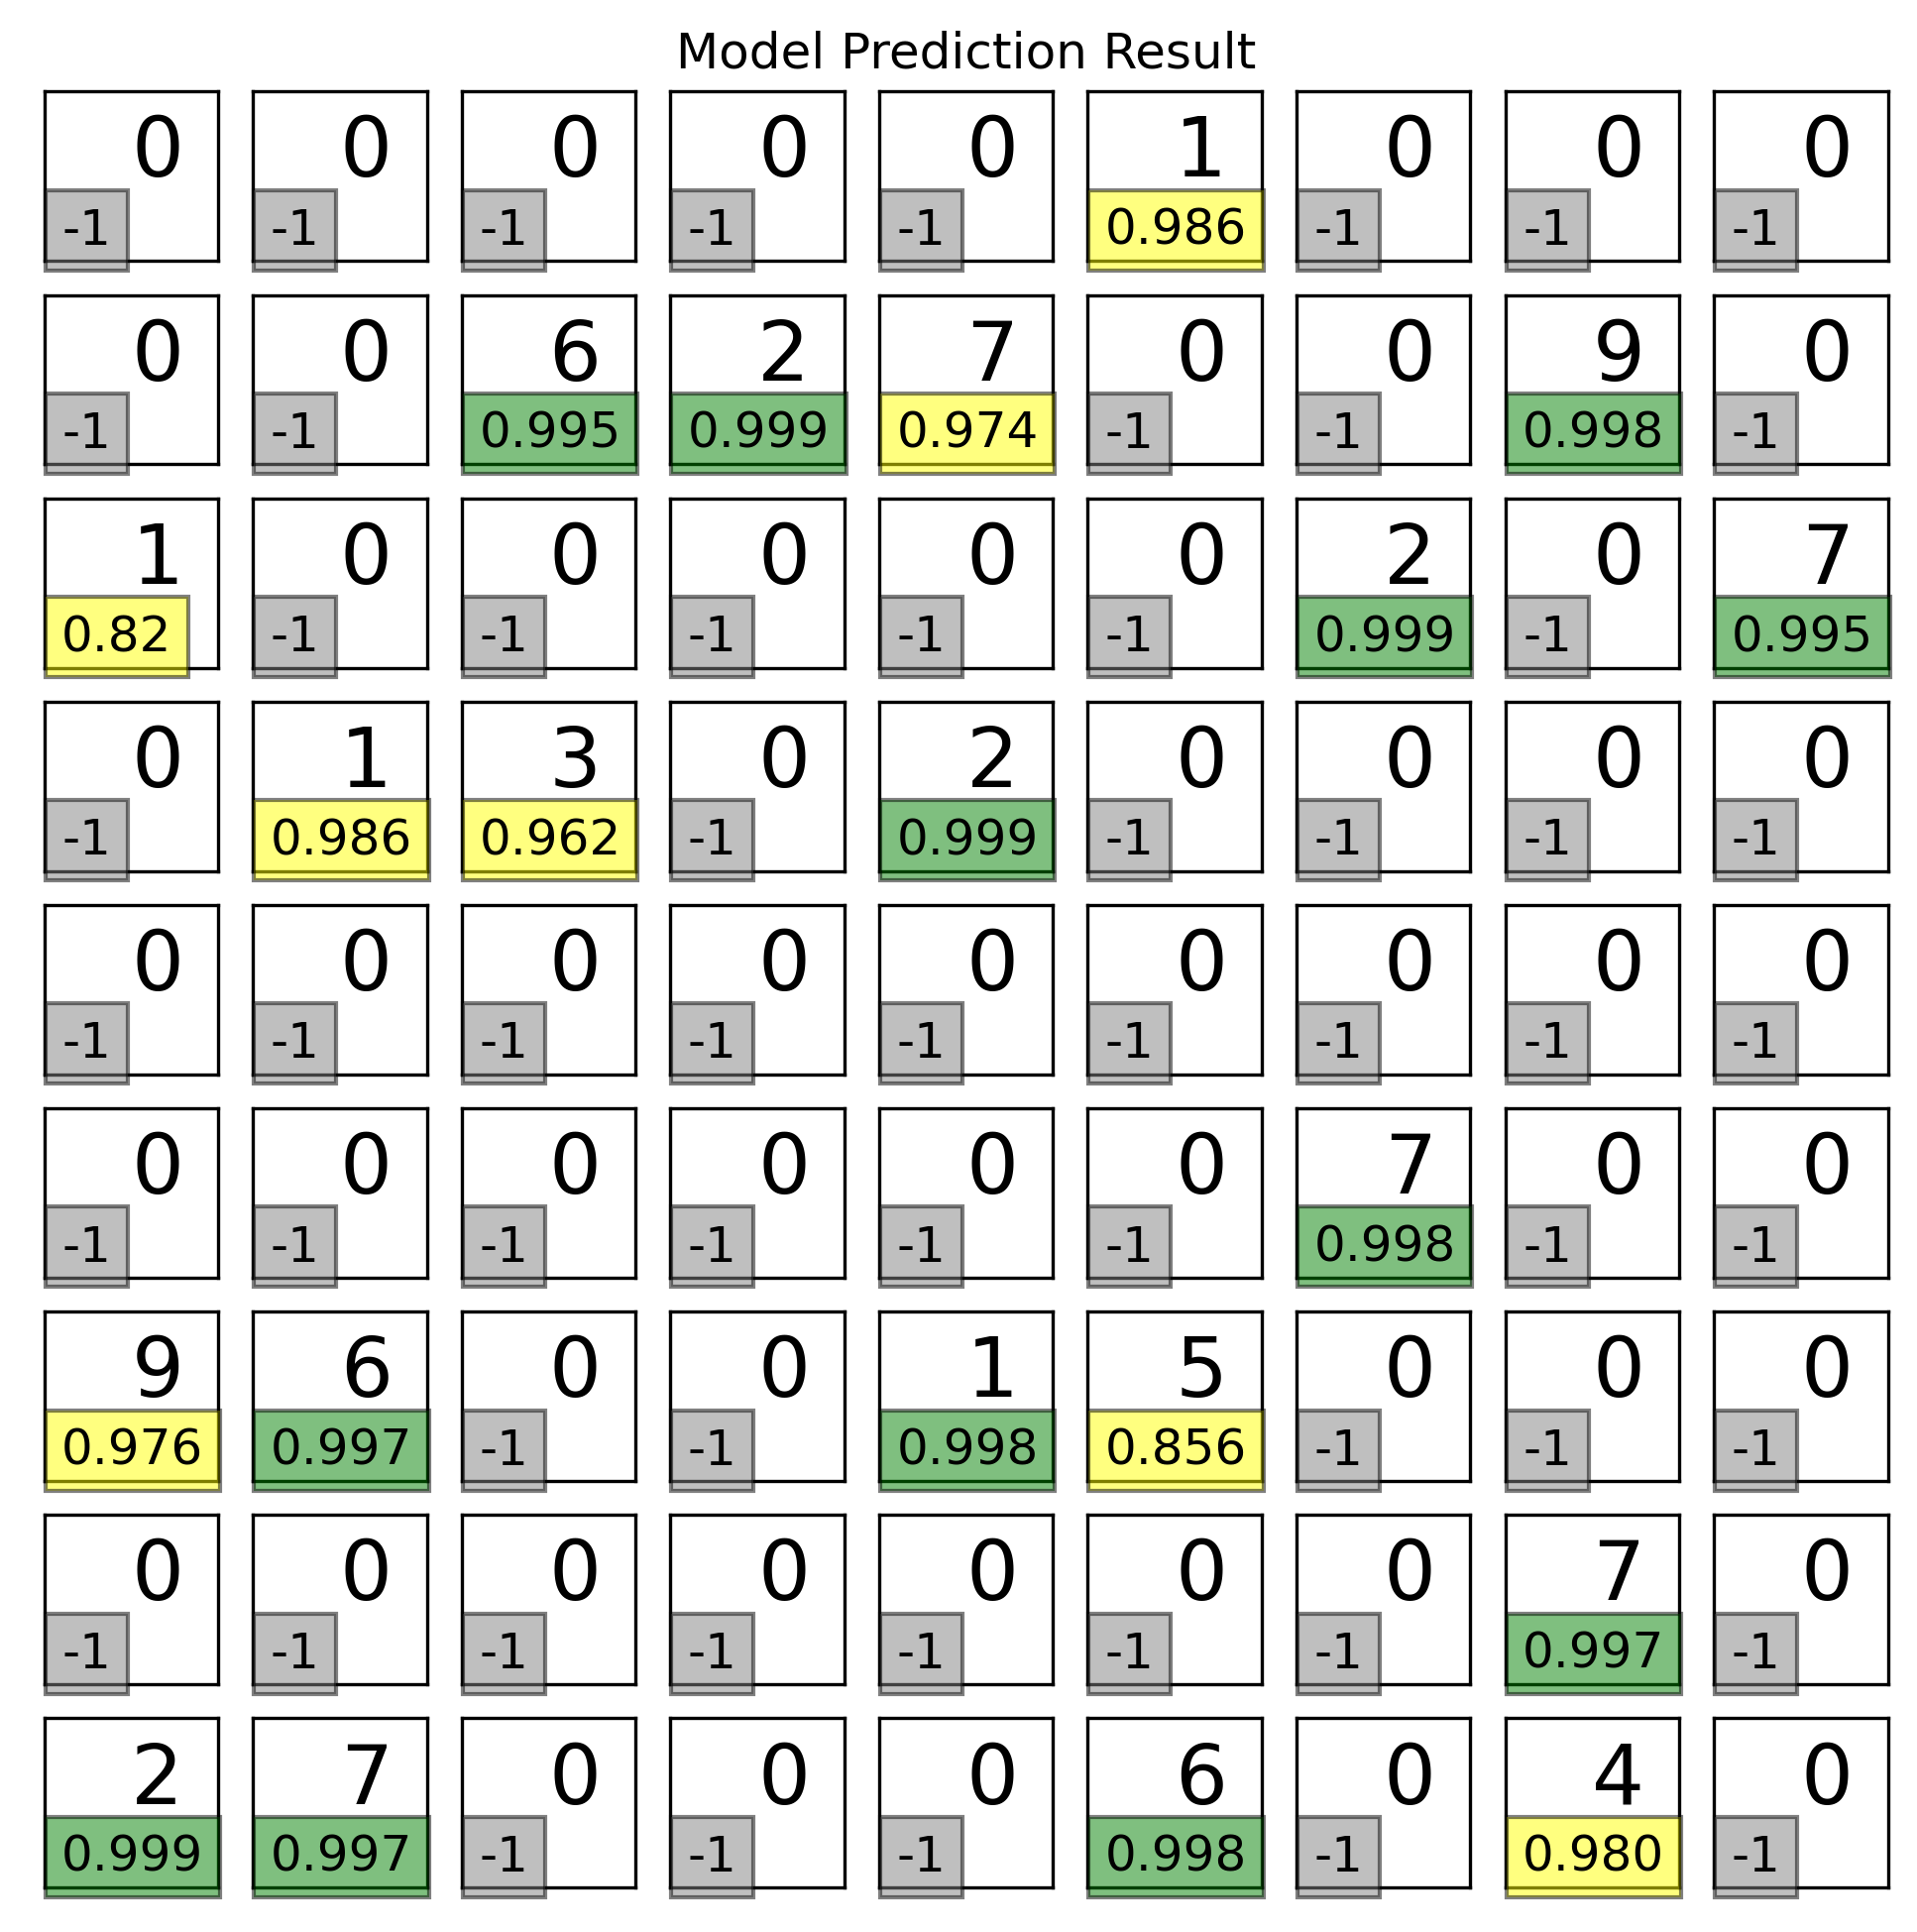 Model Prediction Result
0 0 0 0 0 1 0 0 0
-1 -1 -1 -1 -1 0.986 -1 -1 -1
0 0 6 2 7 0 0 9 0
-1 -1 0.995 0.999 0.974 -1 -1 0.998 -1
1 0 0 0 0 0 2 0 7
0.82 -1 -1 -1 -1 -1 0.999 -1 0.995
0 1 3 0 2 0 0 0 0
-1 0.986 0.962 -1 0.999 -1 -1 -1 -1
0 0 0 0 0 0 0 0 0
-1 -1 -1 -1 -1 -1 -1 -1 -1
0 0 0 0 0 0 7 0 0
-1 -1 -1 -1 -1 -1 0.998 -1 -1
9 6 0 0 1 5 0 0 0
0.976 0.997 -1 -1 0.998 0.856 -1 -1 -1
0 0 0 0 0 0 0 7 0
-1 -1 -1 -1 -1 -1 -1 0.997 -1
2 7 0 0 0 6 0 4 0
0.999 0.997 -1 -1 -1 0.998 -1 0.980 -1